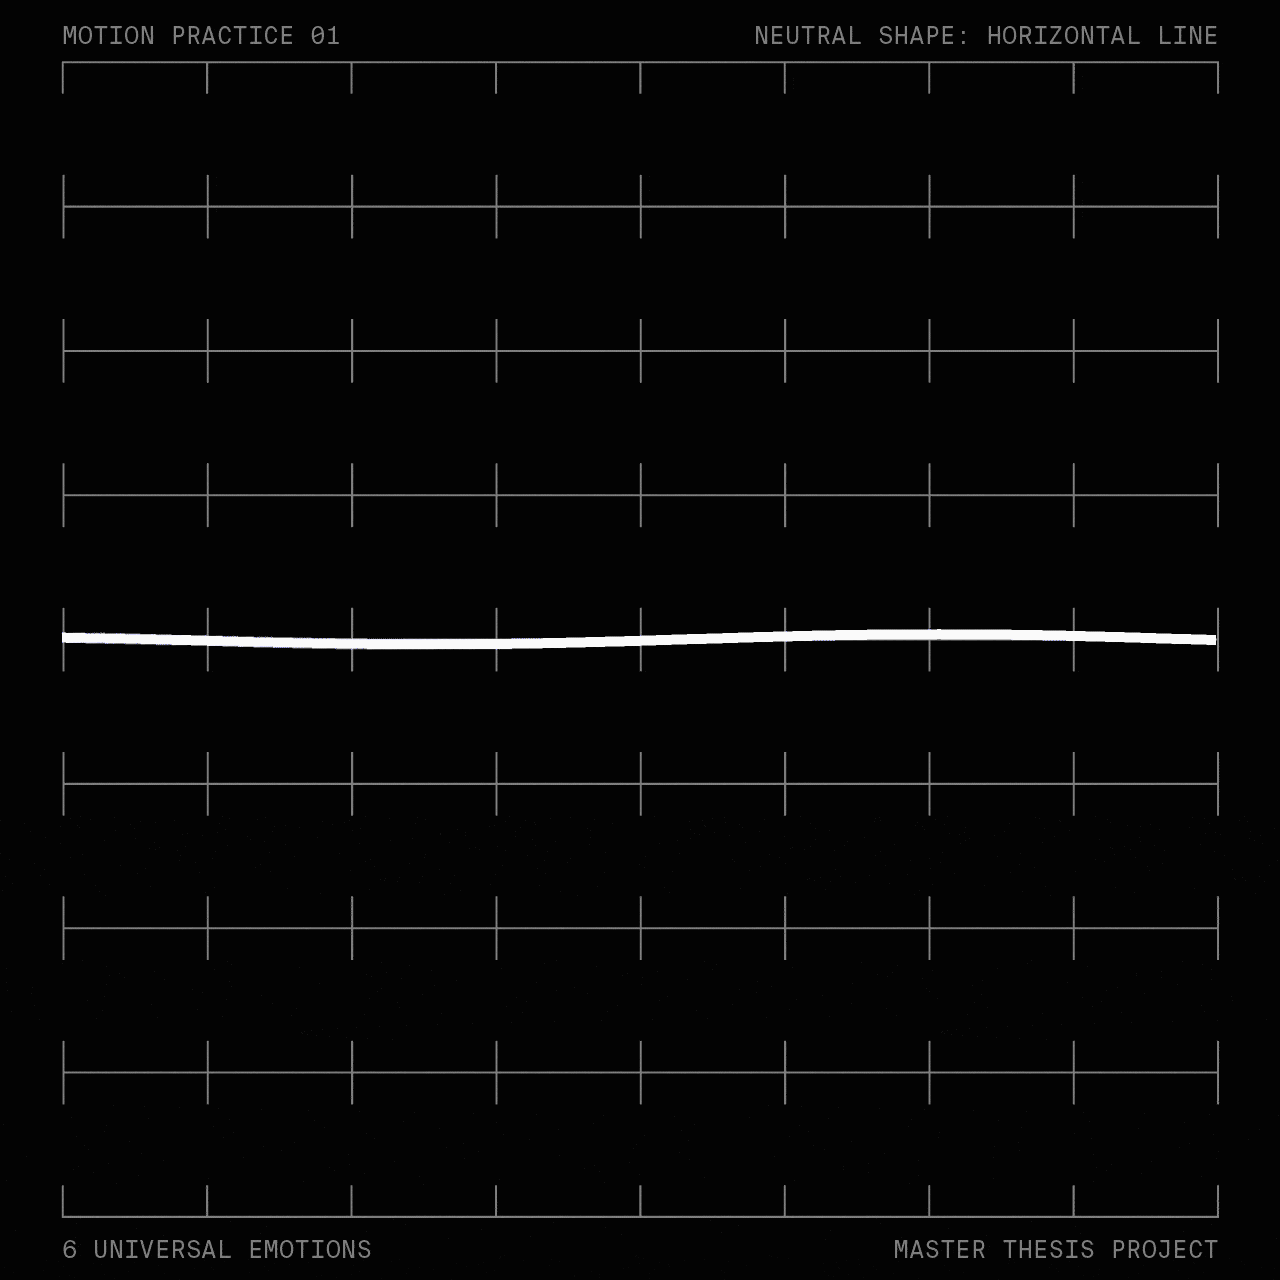 MOTION PRACTICE 01
NEUTRAL SHAPE: HORIZONTAL LINE
6 UNIVERSAL EMOTIONS
MASTER THESIS PROJECT